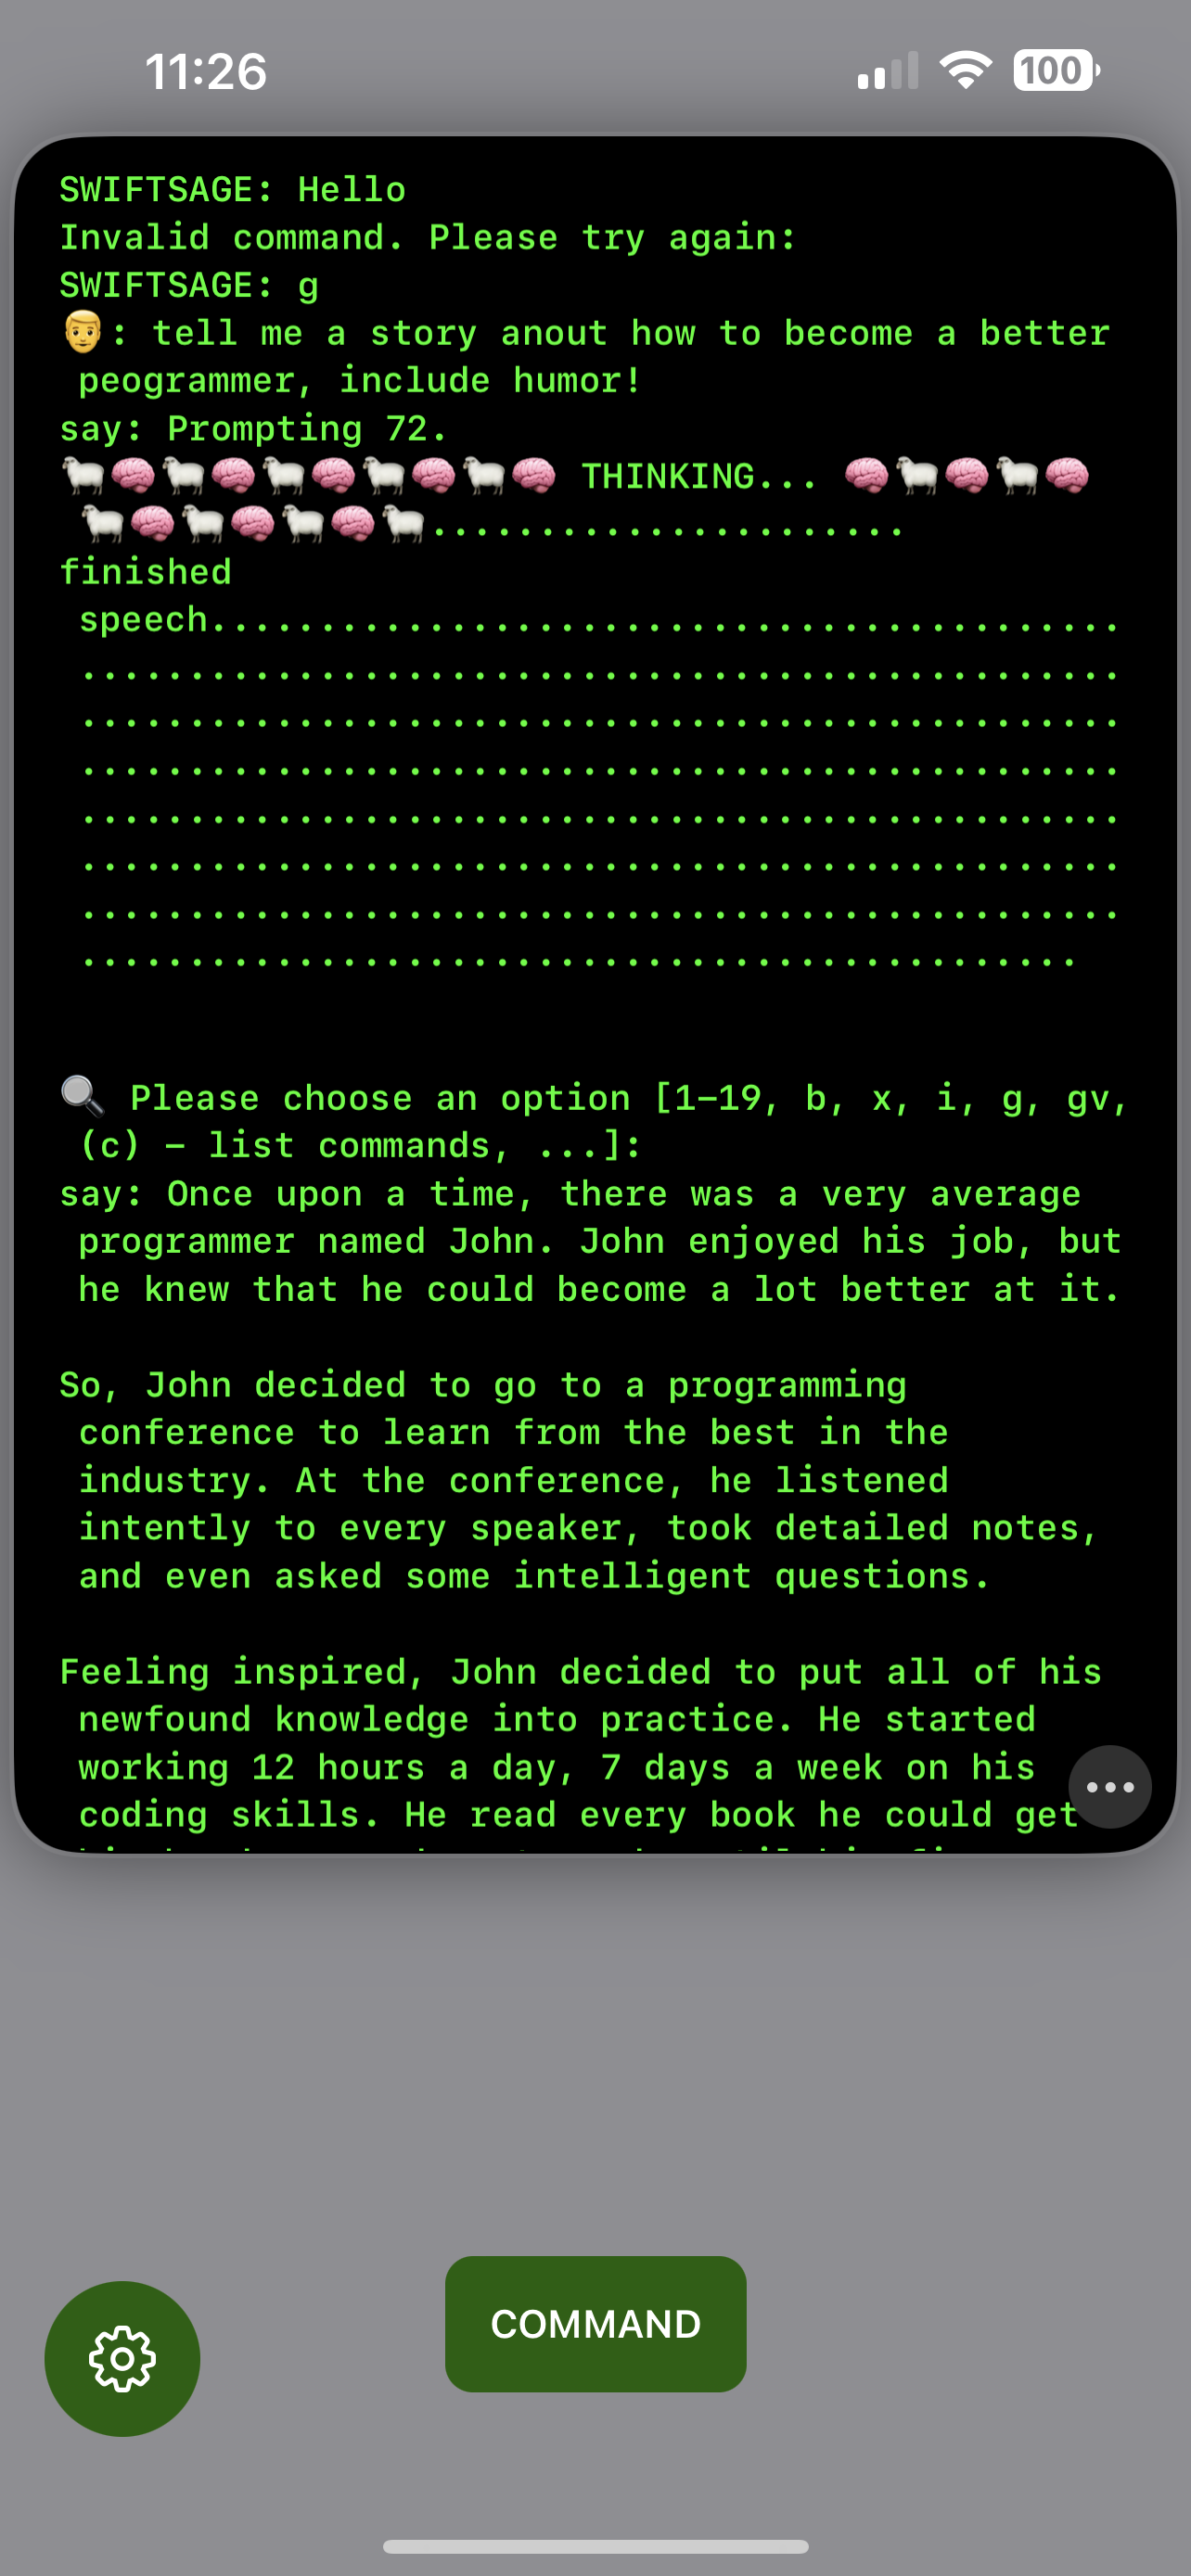 11:26
100
SWIFTSAGE: Hello
Invalid command. Please try again:
SWIFTSAGE: g
👨: tell me a story anout how to become a better
peogrammer, include humor!
say: Prompting 72.
🐑🧠🐑🧠🐑🧠🐑🧠🐑🧠 THINKING... 🧠🐑🧠🐑🧠
🐑🧠🐑🧠🐑🧠🐑......................
finished
speech..........................................
................................................
................................................
................................................
................................................
................................................
................................................
..............................................
🔍 Please choose an option [1–19, b, x, i, g, gv,
(c) – list commands, ...]:
say: Once upon a time, there was a very average
programmer named John. John enjoyed his job, but
he knew that he could become a lot better at it.
So, John decided to go to a programming
conference to learn from the best in the
industry. At the conference, he listened
intently to every speaker, took detailed notes,
and even asked some intelligent questions.
Feeling inspired, John decided to put all of his
newfound knowledge into practice. He started
working 12 hours a day, 7 days a week on his
coding skills. He read every book he could get
COMMAND